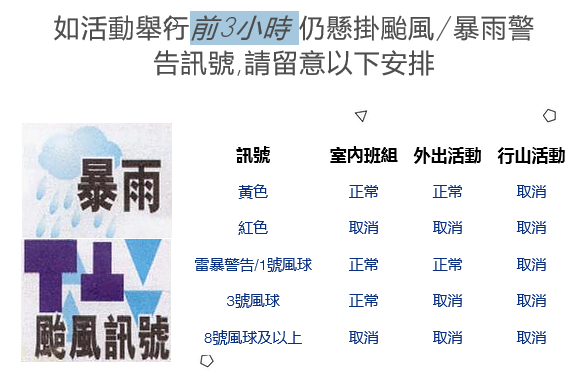 如活動舉行前3小時仍懸掛颱風/暴雨警
告訊號,請留意以下安排
暴雨
颱風訊號
訊號 室內班組 外出活動 行山活動
黃色 正常 正常 取消
紅色 取消 取消 取消
雷暴警告/1號風球 正常 正常 取消
3號風球 正常 取消 取消
8號風球及以上 取消 取消 取消